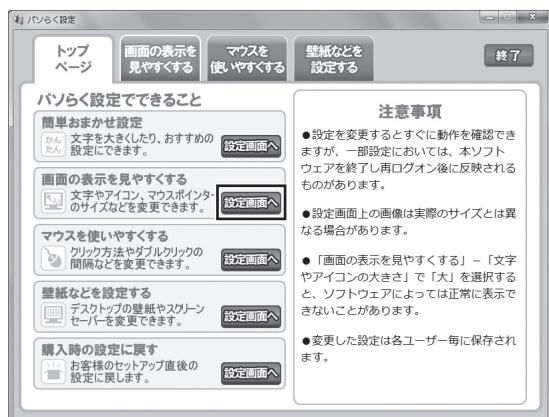 パソらく設定
トップ
ページ
画面の表示を
見やすくする
マウスを
使いやすくする
壁紙などを
設定する
終了
パソらく設定でできること
簡単おまかせ設定
かん
たん
文字を大きくしたり、おすすめの
設定にできます。
設定画面へ
画面の表示を見やすくする
文字やアイコン、マウスポインター
のサイズなどを変更できます。
設定画面へ
マウスを使いやすくする
クリック方法やダブルクリックの
間隔などを変更できます。
設定画面へ
壁紙などを設定する
デスクトップの壁紙やスクリーン
セーバーを変更できます。
設定画面へ
購入時の設定に戻す
お客様のセットアップ直後の
設定に戻します。
設定画面へ
注意事項
●設定を変更するとすぐに動作を確認でき
ますが、一部設定においては、本ソフト
ウェアを終了し再ログオン後に反映される
ものがあります。
●設定画面上の画像は実際のサイズとは異
なる場合があります。
●「画面の表示を見やすくする」－「文字
やアイコンの大きさ」で「大」を選択する
と、ソフトウェアによっては正常に表示で
きないことがあります。
●変更した設定は各ユーザー毎に保存され
ます。